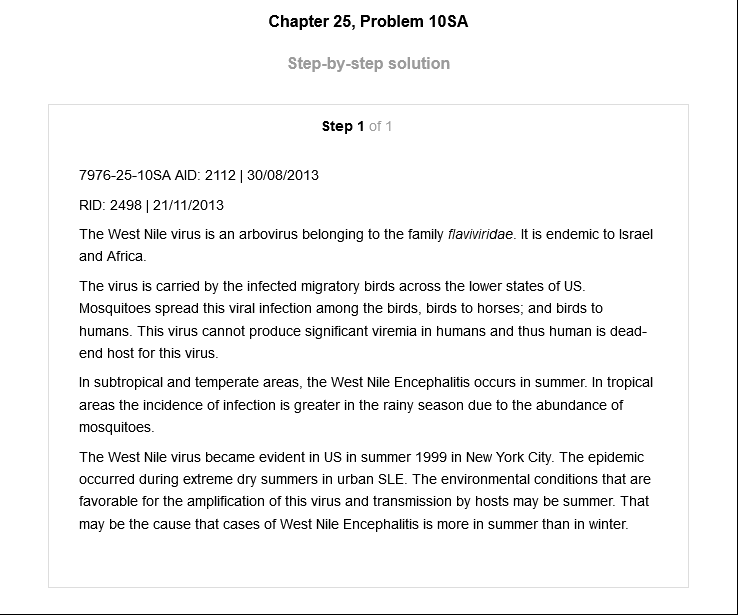 Chapter 25, Problem 10SA
Step-by-step solution
Step 1 of 1
7976-25-10SA AID: 2112 | 30/08/2013
RID: 2498 | 21/11/2013
The West Nile virus is an arbovirus belonging to the family flaviviridae. It is endemic to Israel
and Africa.
The virus is carried by the infected migratory birds across the lower states of US.
Mosquitoes spread this viral infection among the birds, birds to horses; and birds to
humans. This virus cannot produce significant viremia in humans and thus human is dead-
end host for this virus.
In subtropical and temperate areas, the West Nile Encephalitis occurs in summer. In tropical
areas the incidence of infection is greater in the rainy season due to the abundance of
mosquitoes.
The West Nile virus became evident in US in summer 1999 in New York City. The epidemic
occurred during extreme dry summers in urban SLE. The environmental conditions that are
favorable for the amplification of this virus and transmission by hosts may be summer. That
may be the cause that cases of West Nile Encephalitis is more in summer than in winter.